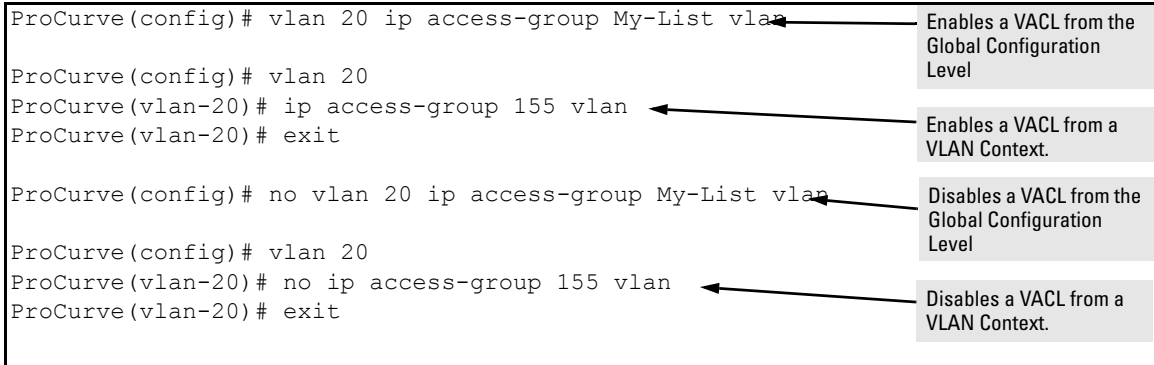 ProCurve(config)# vlan 20 ip access-group My-List vlan
Enables a VACL from the
Global Configuration
Level
ProCurve(config)# vlan 20
ProCurve(vlan-20)# ip access-group 155 vlan
ProCurve(vlan-20)# exit
Enables a VACL from a
VLAN Context.
ProCurve(config)# no vlan 20 ip access-group My-List vlan
Disables a VACL from the
Global Configuration
Level
ProCurve(config)# vlan 20
ProCurve(vlan-20)# no ip access-group 155 vlan
ProCurve(vlan-20)# exit
Disables a VACL from a
VLAN Context.